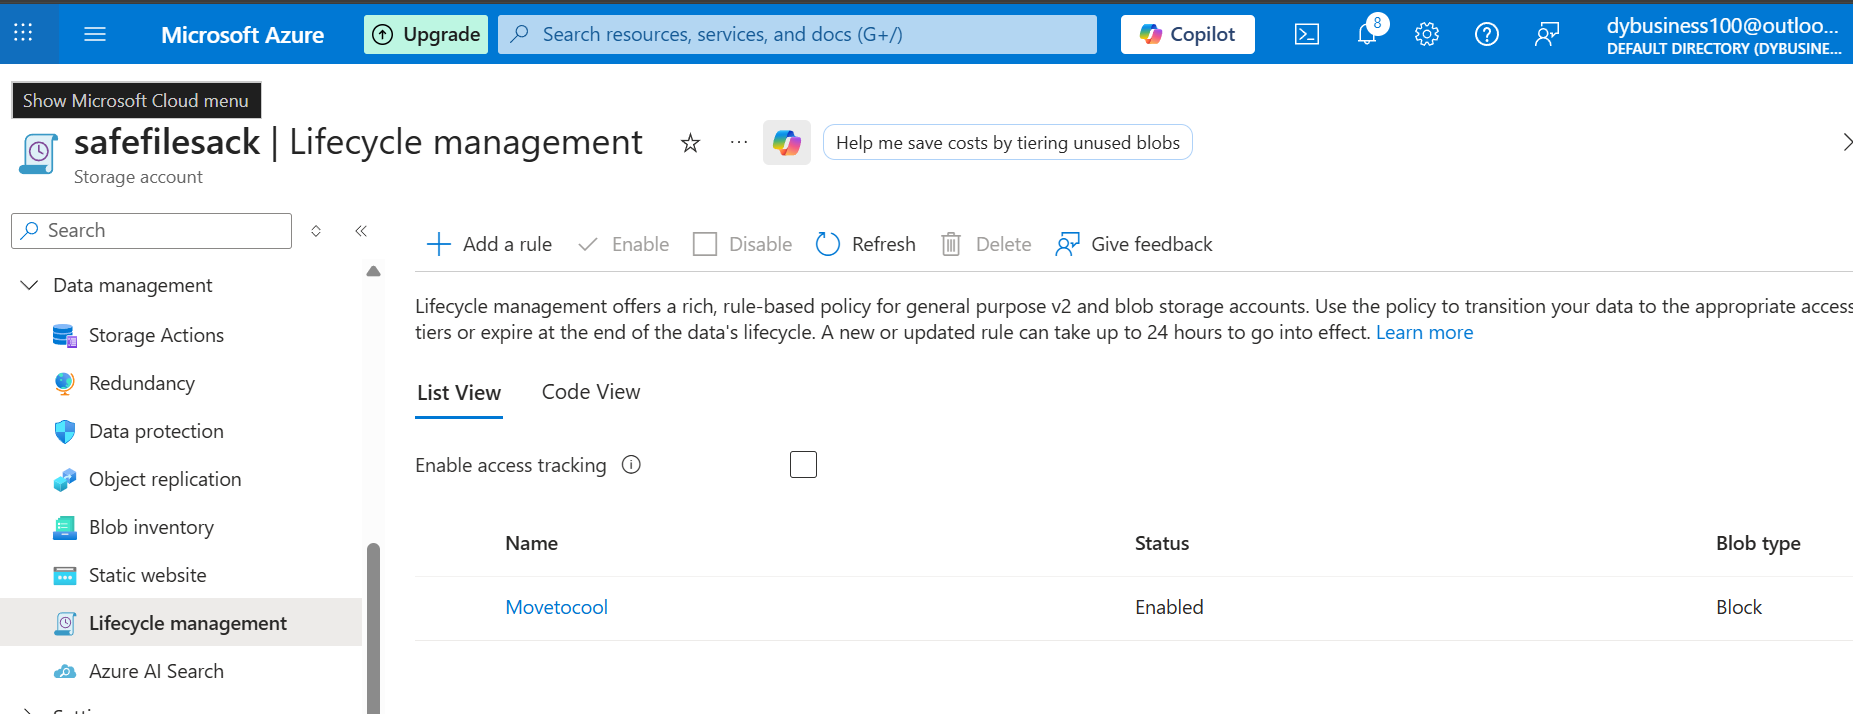 Microsoft Azure
Upgrade
Search resources, services, and docs (G+/)
Copilot
8
dybusiness100@outloo...
DEFAULT DIRECTORY (DYBUSINE...
Show Microsoft Cloud menu
safefilesack | Lifecycle management
Storage account
Help me save costs by tiering unused blobs
Search
Add a rule
Enable
Disable
Refresh
Delete
Give feedback
Data management
Storage Actions
Redundancy
Data protection
Object replication
Blob inventory
Static website
Lifecycle management
Azure AI Search
Lifecycle management offers a rich, rule-based policy for general purpose v2 and blob storage accounts. Use the policy to transition your data to the appropriate access
tiers or expire at the end of the data's lifecycle. A new or updated rule can take up to 24 hours to go into effect. Learn more
List View
Code View
Enable access tracking
Name
Status
Blob type
Movetocool
Enabled
Block